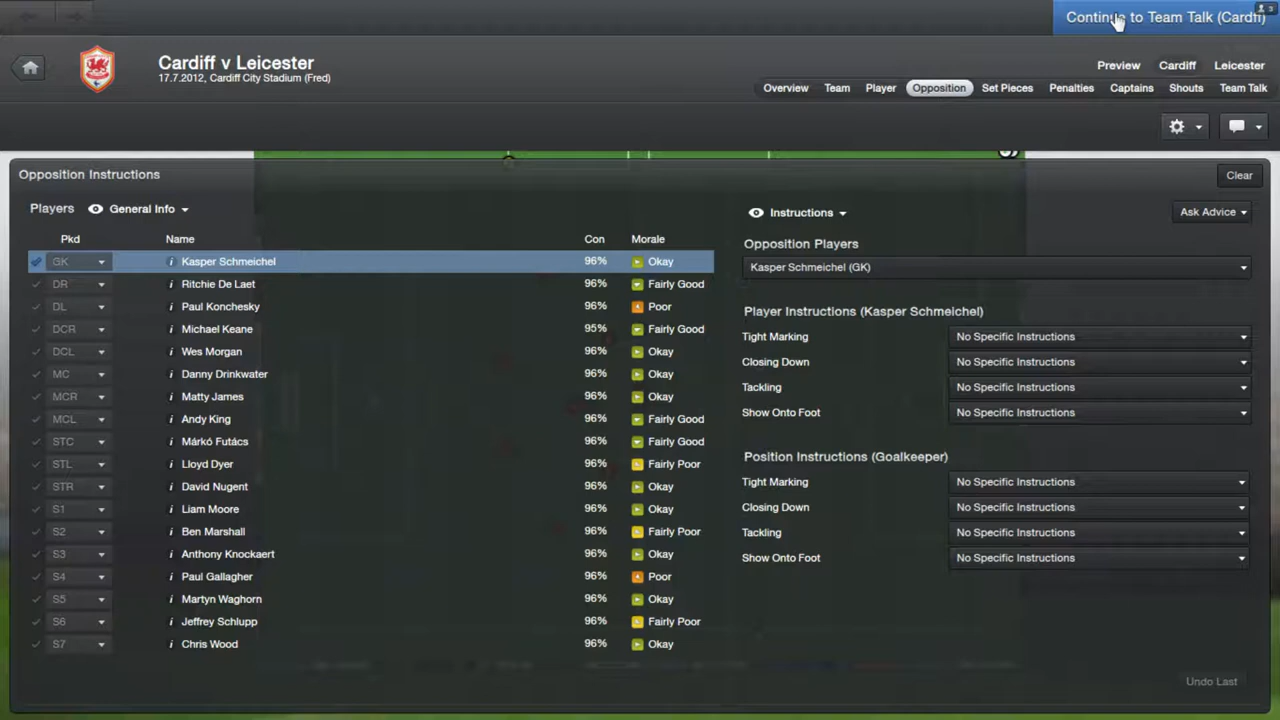 Continue to Team Talk (Cardfi)
3
Cardiff v Leicester
17.7.2012, Cardiff City Stadium (Fred)
Preview Cardiff Leicester
Overview Team Player Opposition Set Pieces Penalties Captains Shouts Team Talk
Opposition Instructions
Clear
Players General Info
Instructions
Ask Advice
Pkd Name Con Morale
Opposition Players
GK i Kasper Schmeichel 96% Okay
Kasper Schmeichel (GK)
DR i Ritchie De Laet 96% Fairly Good
DL i Paul Konchesky 96% Poor
Player Instructions (Kasper Schmeichel)
DCR i Michael Keane 95% Fairly Good
Tight Marking No Specific Instructions
DCL i Wes Morgan 96% Okay
Closing Down No Specific Instructions
MC i Danny Drinkwater 96% Okay
Tackling No Specific Instructions
MCR i Matty James 96% Okay
Show Onto Foot No Specific Instructions
MCL i Andy King 96% Fairly Good
STC i Márkó Futács 96% Fairly Good
Position Instructions (Goalkeeper)
STL i Lloyd Dyer 96% Fairly Poor
Tight Marking No Specific Instructions
STR i David Nugent 96% Okay
Closing Down No Specific Instructions
S1 i Liam Moore 96% Okay
S2 i Ben Marshall 96% Fairly Poor
Tackling No Specific Instructions
S3 i Anthony Knockaert 96% Okay
Show Onto Foot No Specific Instructions
S4 i Paul Gallagher 96% Poor
S5 i Martyn Waghorn 96% Okay
S6 i Jeffrey Schlupp 96% Fairly Poor
S7 i Chris Wood 96% Okay
Undo Last